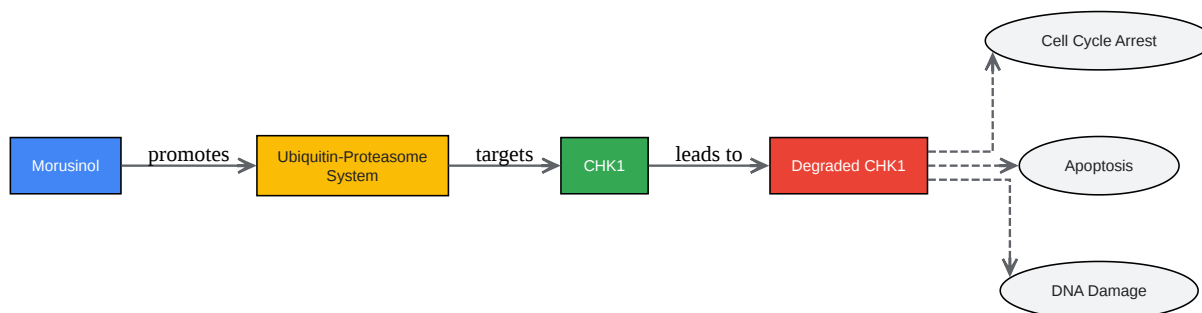 Cell Cycle Arrest
Morusinol
promotes
Ubiquitin-Proteasome
System
targets
CHK1
leads to
Degraded CHK1
Apoptosis
DNA Damage